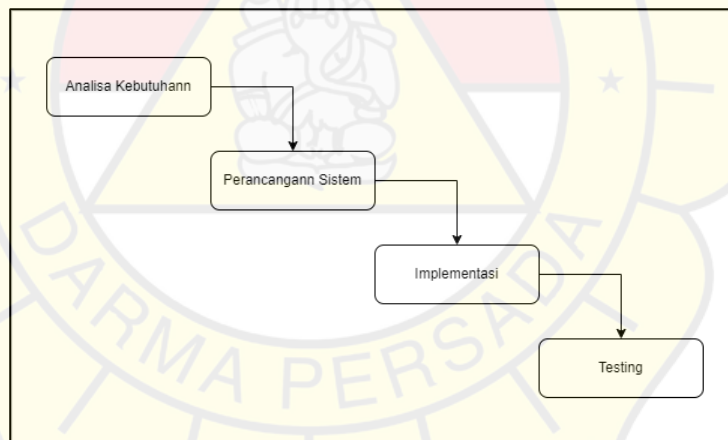 Analisa Kebutuhann
Perancangann Sistem
Implementasi
Testing
DARMA PERSADA